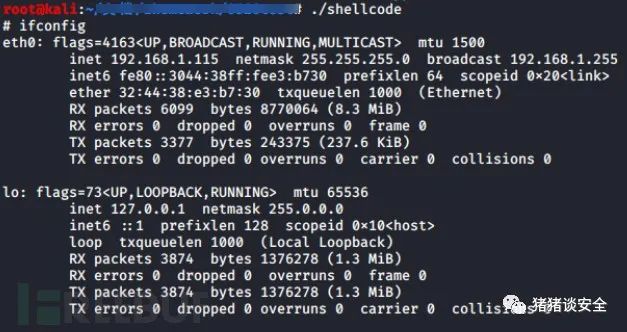 root@kali:~/ # ./shellcode
# ifconfig
eth0: flags=4163<UP,BROADCAST,RUNNING,MULTICAST>  mtu 1500
inet 192.168.1.115  netmask 255.255.255.0  broadcast 192.168.1.255
inet6 fe80::3044:38ff:fee3:b730  prefixlen 64  scopeid 0×20<link>
ether 32:44:38:e3:b7:30  txqueuelen 1000  (Ethernet)
RX packets 6099  bytes 8770064 (8.3 MiB)
RX errors 0  dropped 0  overruns 0  frame 0
TX packets 3377  bytes 243375 (237.6 KiB)
TX errors 0  dropped 0 overruns 0  carrier 0  collisions 0
lo: flags=73<UP,LOOPBACK,RUNNING>  mtu 65536
inet 127.0.0.1  netmask 255.0.0.0
inet6 ::1  prefixlen 128  scopeid 0×10<host>
loop  txqueuelen 1000  (Local Loopback)
RX packets 3874  bytes 1376278 (1.3 MiB)
RX errors 0  dropped 0  overruns 0  frame 0
TX packets 3874  bytes 1376278 (1.3 MiB)
TX errors 0  dropped 0 overruns 0  carrier 0  collisions 0
FREEBUF
猪猪谈安全